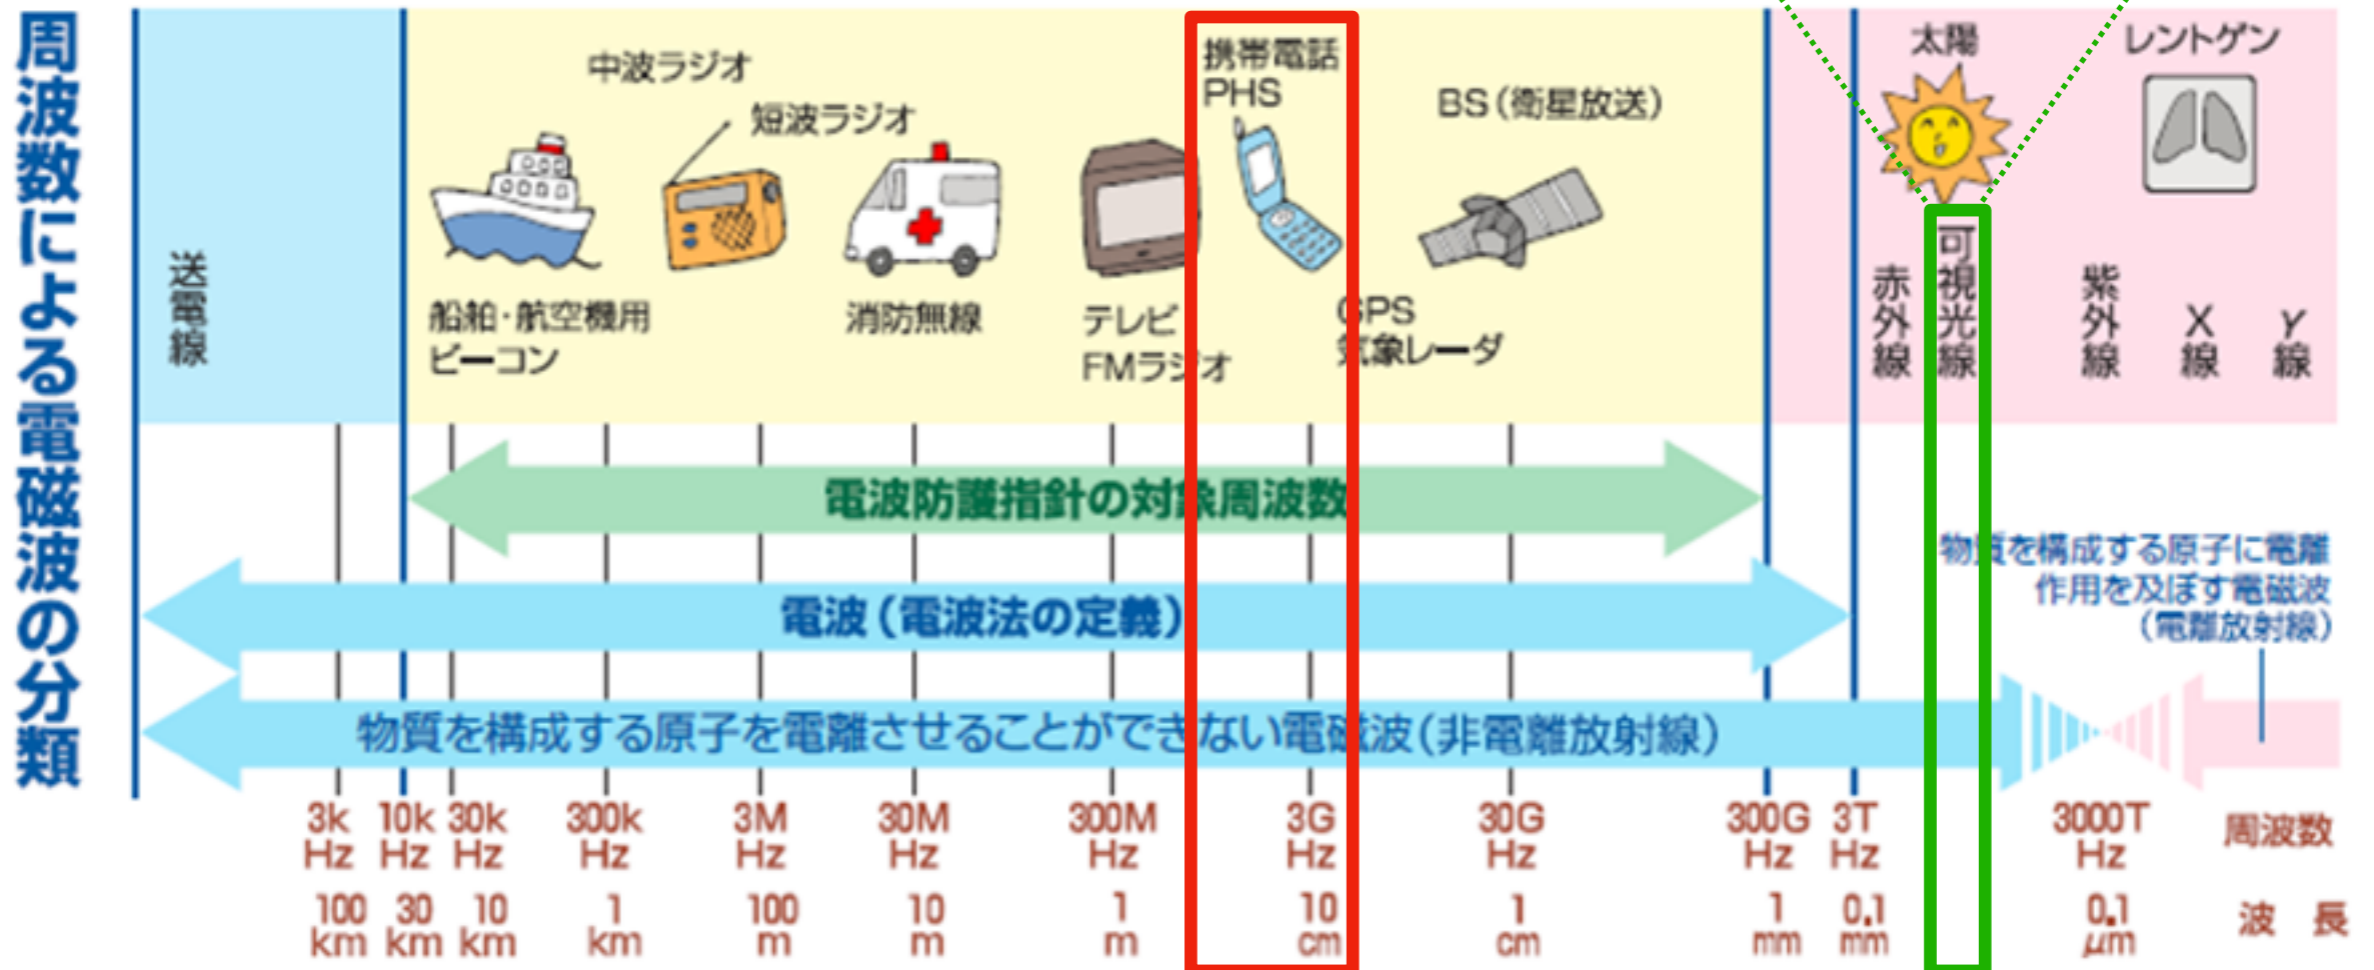 周波数による電磁波の分類
送電線
中波ラジオ
短波ラジオ
船舶・航空機用
ビーコン
消防無線
テレビ
FMラジオ
携帯電話
PHS
BS(衛星放送)
GPS
気象レーダ
太陽
レントゲン
赤外線
可視光線
紫外線
X線
γ線
電波防護指針の対象周波数
電波(電波法の定義)
物質を構成する原子に電離
作用を及ぼす電磁波
(電離放射線)
物質を構成する原子を電離させることができない電磁波(非電離放射線)
3k 10k 30k 300k 3M 30M 300M 3G 30G 300G 3T 3000T 周波数
Hz Hz Hz Hz Hz Hz Hz Hz Hz Hz Hz Hz
100 30 10 1 100 10 1 10 1 1 0.1 0.1 波長
km km km km m m m cm cm mm mm μm